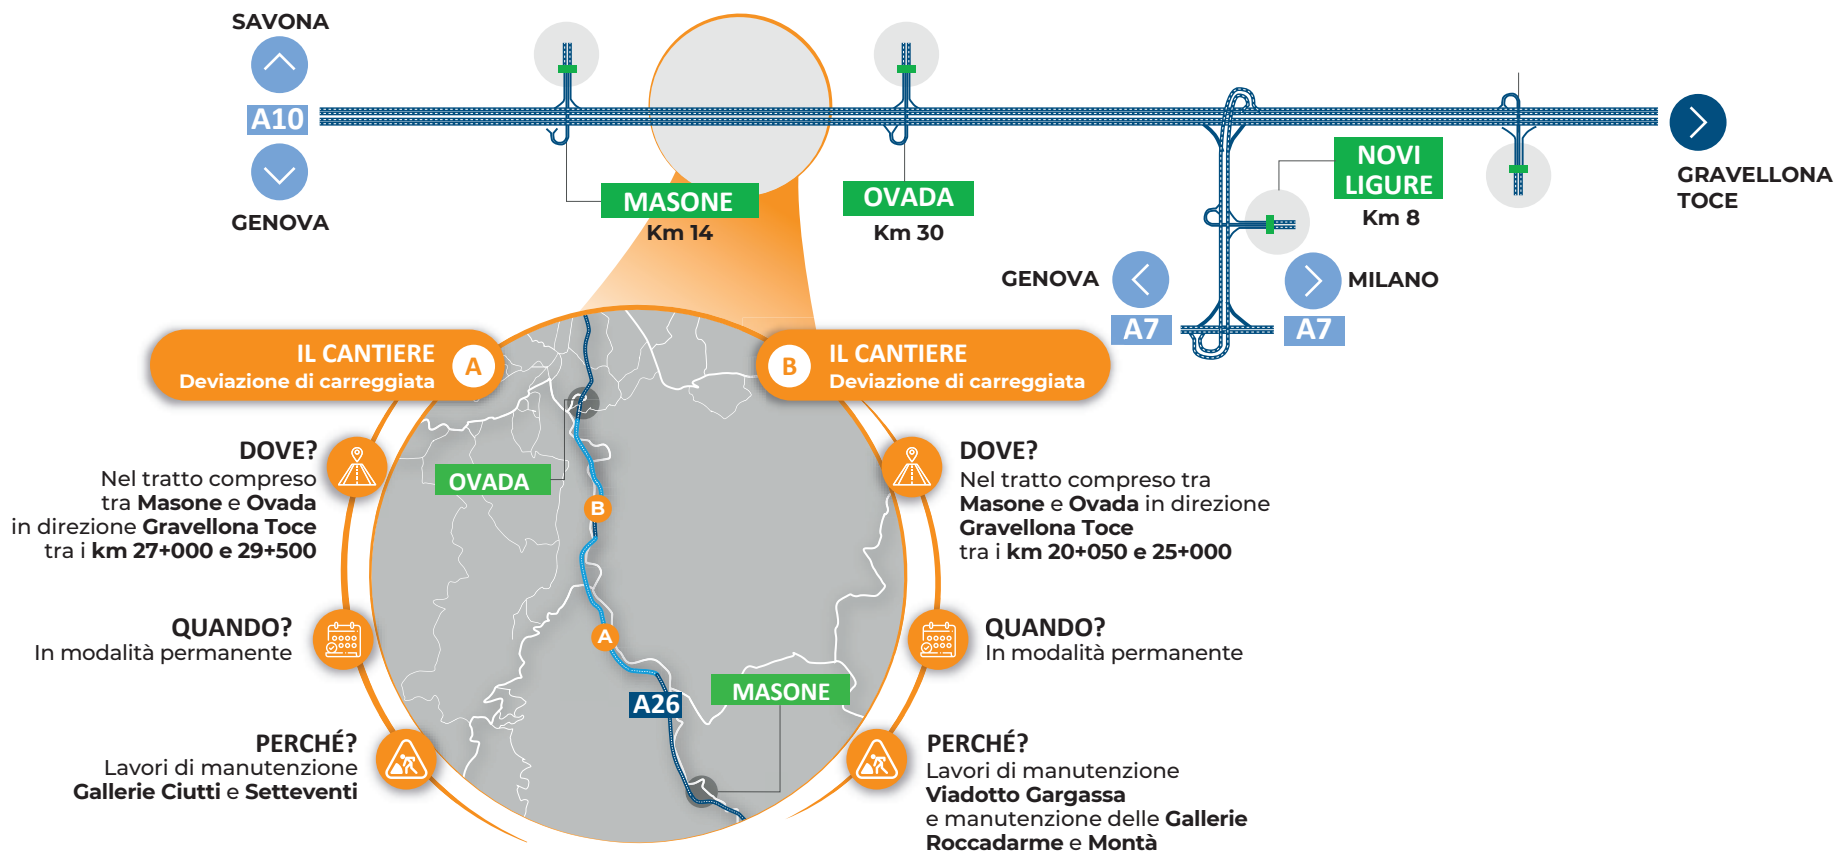 SAVONA
A10
GENOVA
MASONE
Km 14
OVADA
Km 30
NOVI
LIGURE
Km 8
GRAVELLONA
TOCE
GENOVA
MILANO
A7
A7
IL CANTIERE
Deviazione di carreggiata
A
DOVE?
Nel tratto compreso
tra Masone e Ovada
in direzione Gravellona Toce
tra i km 27+000 e 29+500
QUANDO?
In modalità permanente
PERCHÉ?
Lavori di manutenzione
Gallerie Ciutti e Setteventi
OVADA
B
A
A26
MASONE
B
IL CANTIERE
Deviazione di carreggiata
DOVE?
Nel tratto compreso tra
Masone e Ovada in direzione
Gravellona Toce
tra i km 20+050 e 25+000
QUANDO?
In modalità permanente
PERCHÉ?
Lavori di manutenzione
Viadotto Gargassa
e manutenzione delle Gallerie
Roccadarme e Montà